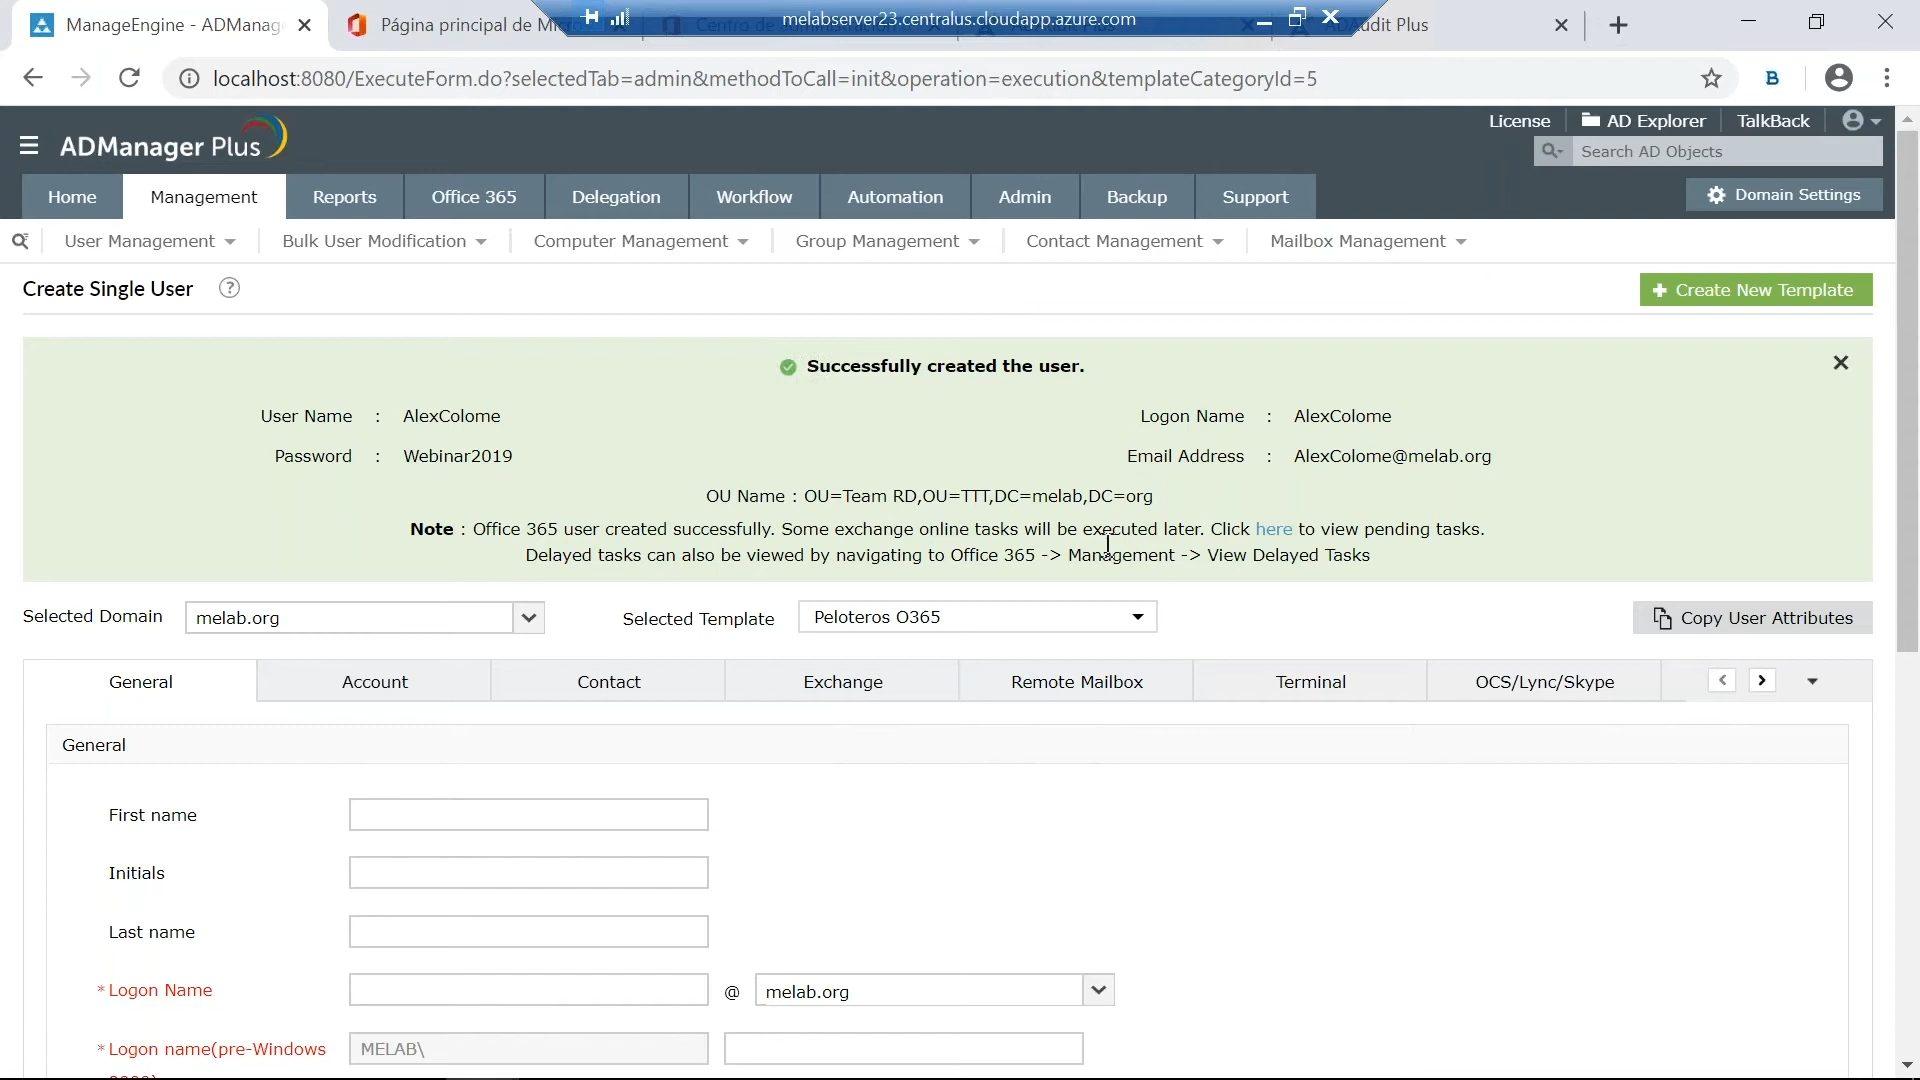 ManageEngine - ADManage
Página principal de Mi
melabserver23.centralus.cloudapp.azure.com
Audit Plus
localhost:8080/ExecuteForm.do?selectedTab=admin&methodToCall=init&operation=execution&templateCategoryId=5
License
AD Explorer
TalkBack
ADManager Plus
Search AD Objects
Home
Management
Reports
Office 365
Delegation
Workflow
Automation
Admin
Backup
Support
Domain Settings
User Management
Bulk User Modification
Computer Management
Group Management
Contact Management
Mailbox Management
Create Single User
Create New Template
Successfully created the user.
User Name : AlexColome
Logon Name : AlexColome
Password : Webinar2019
Email Address : AlexColome@melab.org
OU Name : OU=Team RD,OU=TTT,DC=melab,DC=org
Note : Office 365 user created successfully. Some exchange online tasks will be executed later. Click here to view pending tasks.
Delayed tasks can also be viewed by navigating to Office 365 -> Management -> View Delayed Tasks
Selected Domain
melab.org
Selected Template
Peloteros O365
Copy User Attributes
General
Account
Contact
Exchange
Remote Mailbox
Terminal
OCS/Lync/Skype
General
First name
Initials
Last name
* Logon Name
@
melab.org
* Logon name(pre-Windows
MELAB\